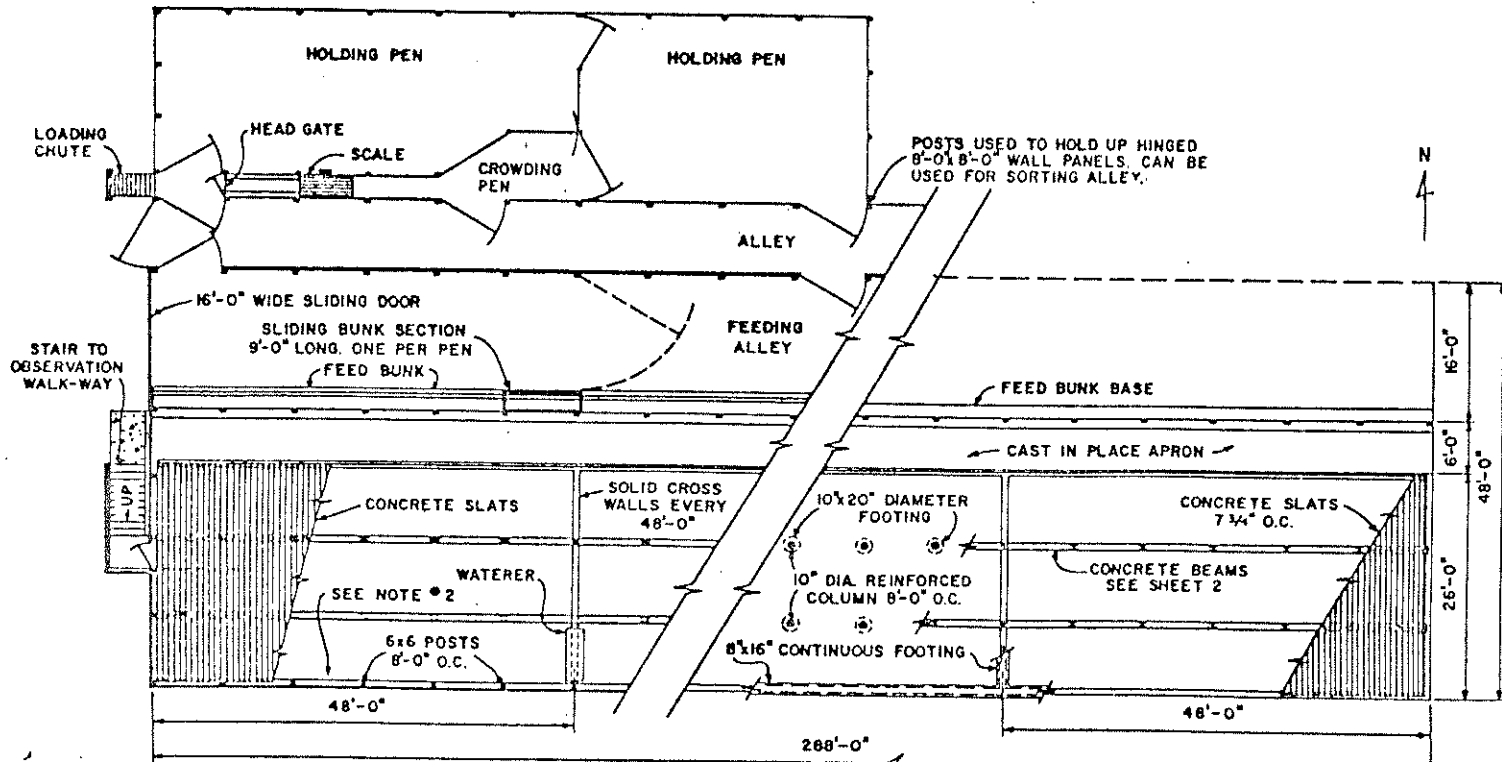 HOLDING PEN
HOLDING PEN
LOADING
CHUTE
HEAD GATE
SCALE
CROWDING
PEN
POSTS USED TO HOLD UP HINGED
8'-0"x 8'-0" WALL PANELS. CAN BE
USED FOR SORTING ALLEY.
N
ALLEY
16'-0" WIDE SLIDING DOOR
SLIDING BUNK SECTION
9'-0" LONG. ONE PER PEN
FEED BUNK
FEEDING
ALLEY
STAIR TO
OBSERVATION
WALK-WAY
FEED BUNK BASE
16'-0"
CAST IN PLACE APRON
6'-0"
48'-0"
UP
CONCRETE SLATS
SOLID CROSS
WALLS EVERY
48'-0"
10"x20" DIAMETER
FOOTING
CONCRETE SLATS
7 3/4" O.C.
CONCRETE BEAMS
SEE SHEET 2
26'-0"
WATERER
10" DIA. REINFORCED
COLUMN 8'-0" O.C.
SEE NOTE #2
6x6 POSTS
8'-0" O.C.
8"x16" CONTINUOUS FOOTING
48'-0"
48'-0"
288'-0"